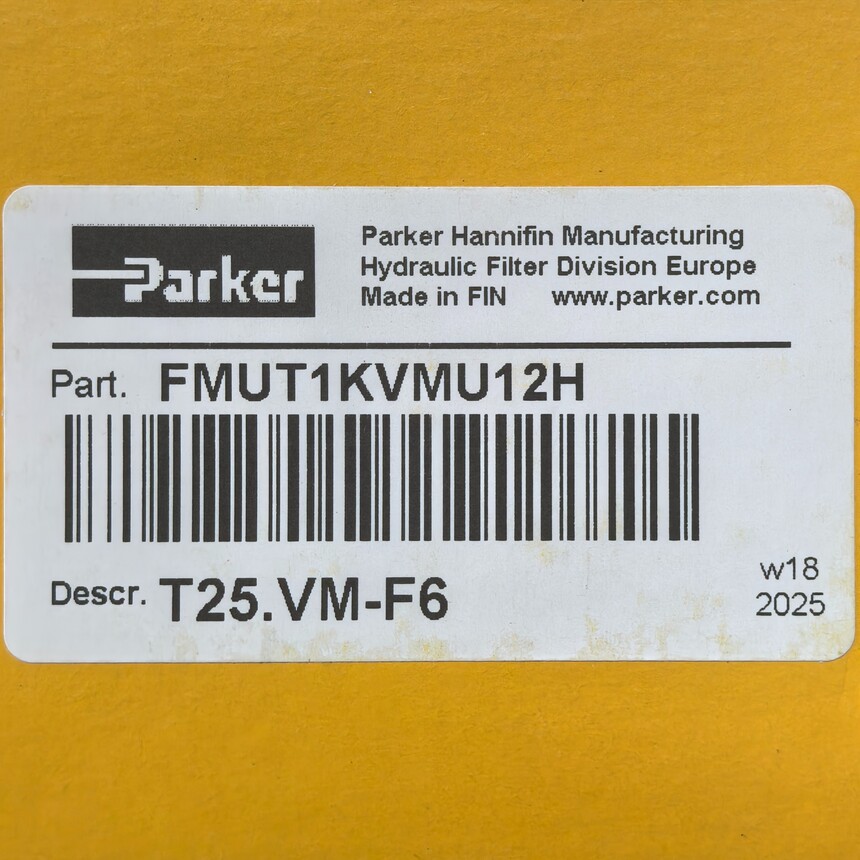 Parker
Parker Hannifin Manufacturing
Hydraulic Filter Division Europe
Made in FIN www.parker.com
Part. FMUT1KVMU12H
Descr. T25.VM-F6
w18
2025